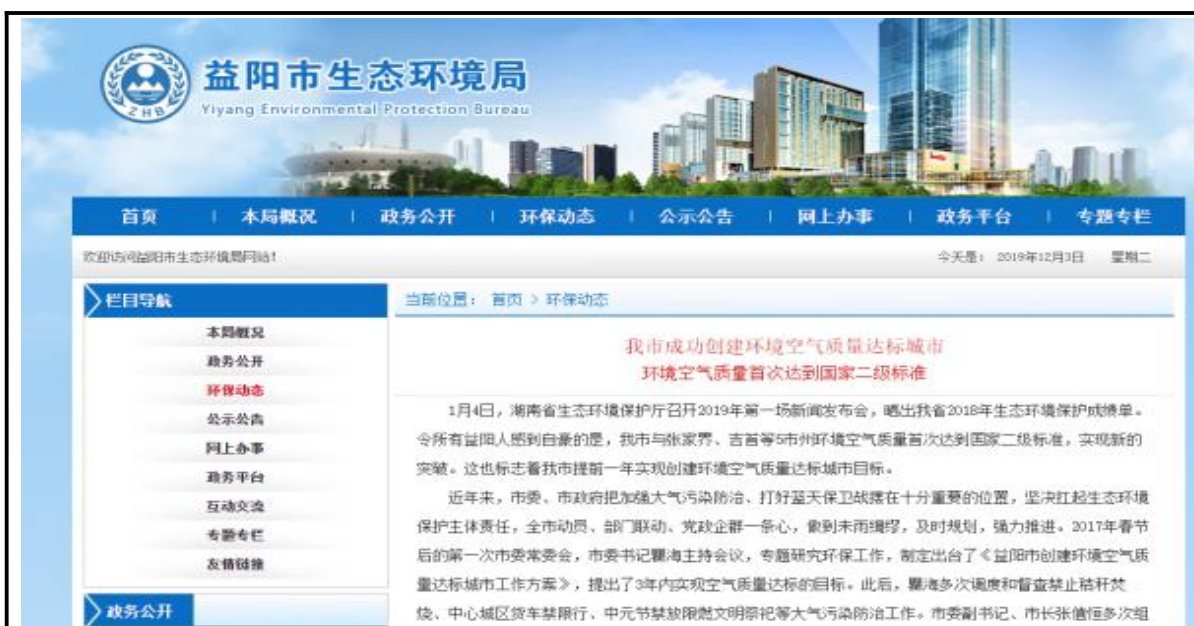 益阳市生态环境局
Yiyang Environmental Protection Bureau
ZHB
首页 本局概况 政务公开 环保动态 公示公告 网上办事 政务平台 专题专栏
欢迎访问益阳市生态环境局网站！ 今天是： 2019年12月3日 星期二
栏目导航
本局概况
政务公开
环保动态
公示公告
网上办事
政务平台
互动交流
专题专栏
友情链接
政务公开
当前位置： 首页 > 环保动态
我市成功创建环境空气质量达标城市
环境空气质量首次达到国家二级标准
1月4日，湖南省生态环境保护厅召开2019年第一场新闻发布会，晒出我省2018年生态环境保护成绩单。
令所有益阳人感到自豪的是，我市与张家界、吉首等5市州环境空气质量首次达到国家二级标准，实现新的
突破。这也标志着我市提前一年实现创建环境空气质量达标城市目标。
近年来，市委、市政府把加强大气污染防治、打好蓝天保卫战摆在十分重要的位置，坚决扛起生态环境
保护主体责任，全市动员、部门联动、党政企群一条心，做到未雨绸缪，及时规划，强力推进。2017年春节
后的第一次市委常委会，市委书记瞿海主持会议，专题研究环保工作，制定出台了《益阳市创建环境空气质
量达标城市工作方案》，提出了3年内实现空气质量达标的目标。此后，瞿海多次调度和督查禁止秸秆焚
烧、中心城区货车禁限行、中元节禁放限燃文明祭祀等大气污染防治工作。市委副书记、市长张值恒多次组